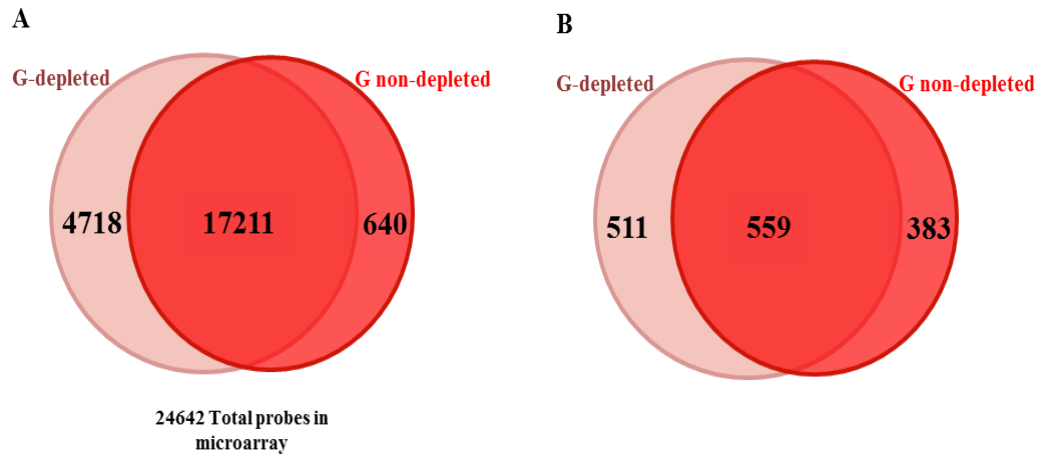 A
G-depleted
G non-depleted
4718
17211
640
24642 Total probes in
microarray
B
G-depleted
G non-depleted
511
559
383